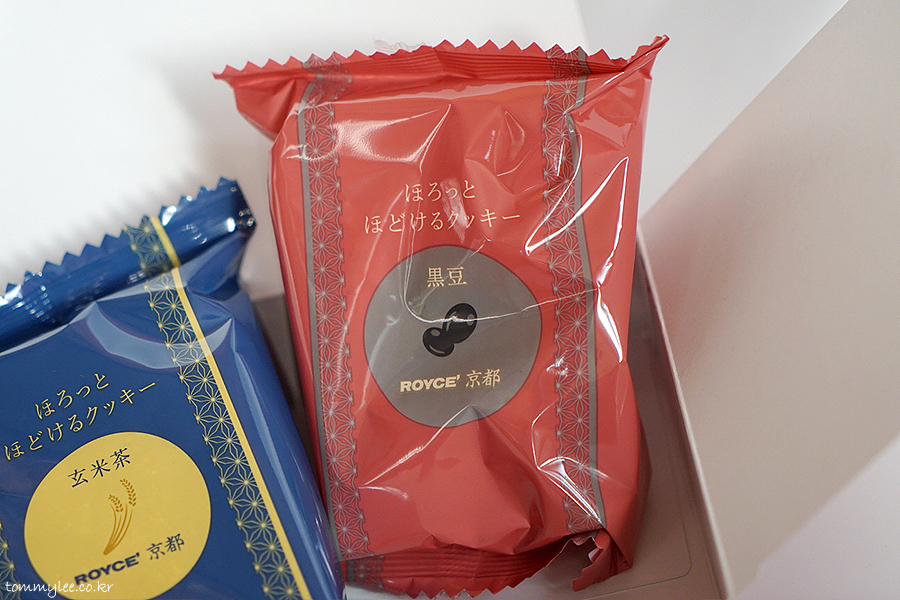 ほろっと
ほどけるクッキー
黒豆
ROYCE' 京都
ほろっと
ほどけるクッキー
玄米茶
ROYCE' 京都
tommylee.co.kr